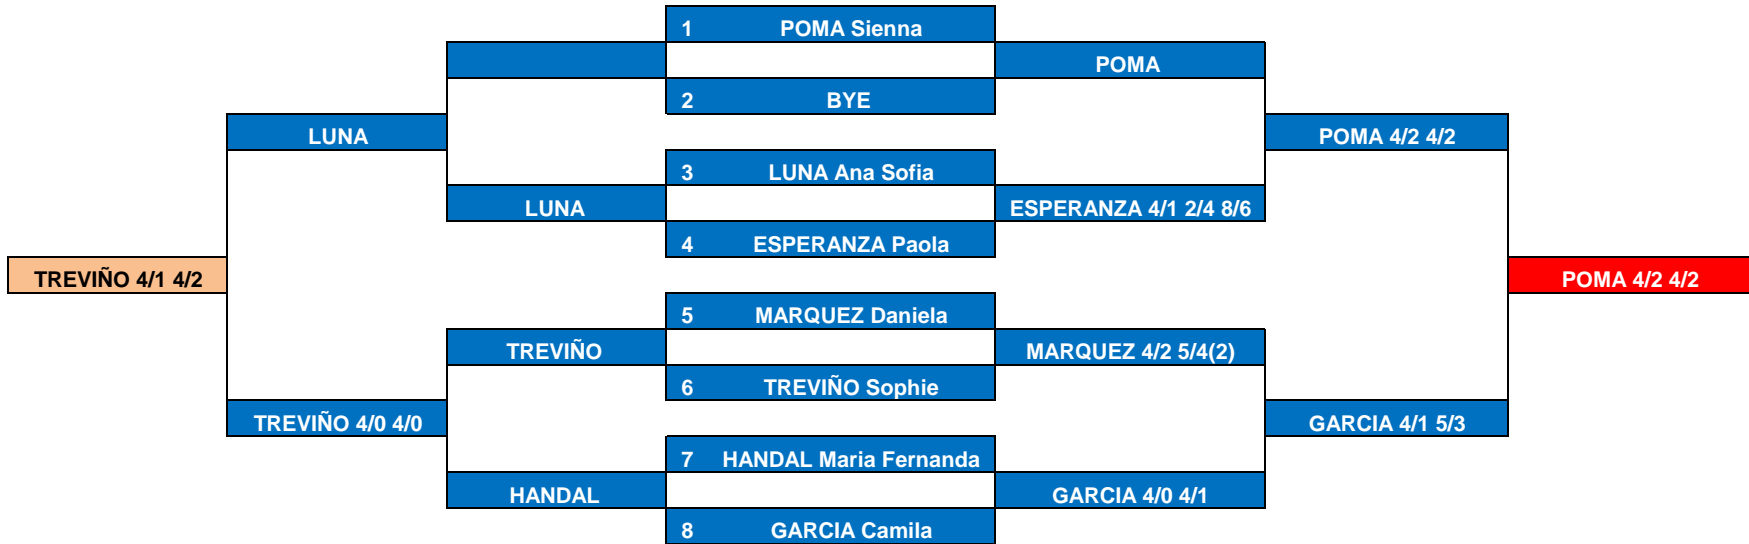 1 POMA Sienna
POMA
2 BYE
LUNA
POMA 4/2 4/2
3 LUNA Ana Sofia
LUNA
ESPERANZA 4/1 2/4 8/6
4 ESPERANZA Paola
TREVIÑO 4/1 4/2
POMA 4/2 4/2
5 MARQUEZ Daniela
TREVIÑO
MARQUEZ 4/2 5/4(2)
6 TREVIÑO Sophie
TREVIÑO 4/0 4/0
GARCIA 4/1 5/3
7 HANDAL Maria Fernanda
HANDAL
GARCIA 4/0 4/1
8 GARCIA Camila